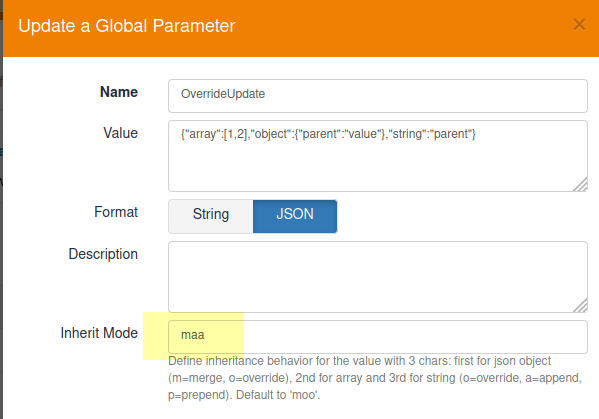 Update a Global Parameter ×
Name OverrideUpdate
Value {"array":[1,2],"object":{"parent":"value"},"string":"parent"}
Format String JSON
Description
Inherit Mode maa
Define inheritance behavior for the value with 3 chars: first for json object
(m=merge, o=override), 2nd for array and 3rd for string (o=override, a=append,
p=prepend). Default to 'moo'.